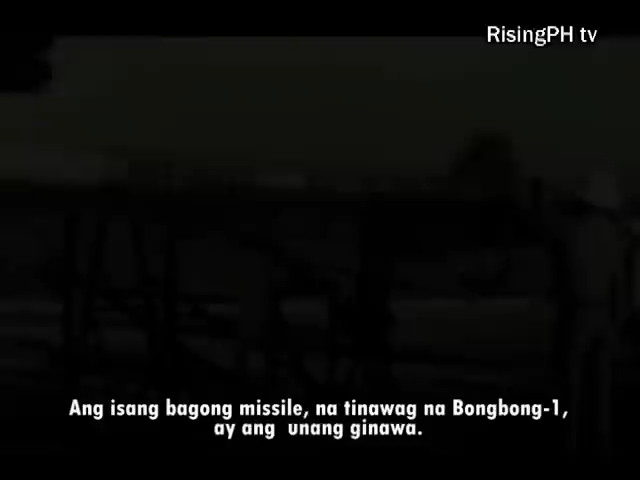 RisingPH tv
Ang isang bagong missile, na tinawag na Bongbong-1,
ay ang  unang ginawa.